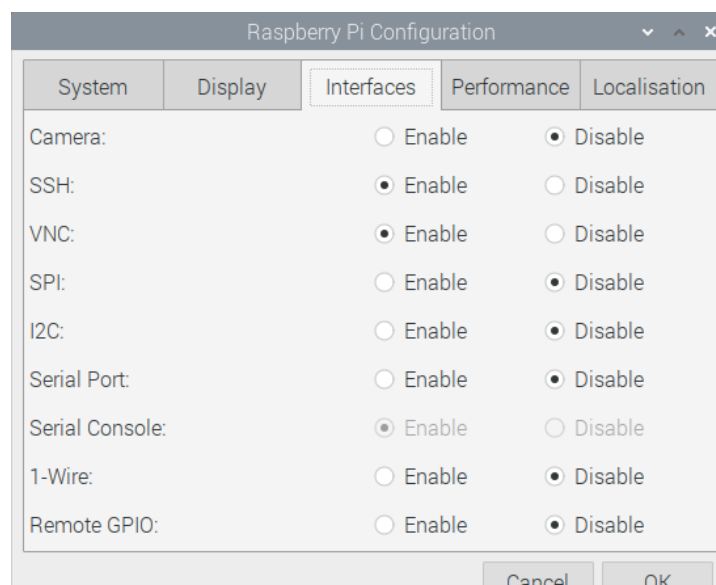 Raspberry Pi Configuration
System Display Interfaces Performance Localisation
Camera: Enable Disable
SSH: Enable Disable
VNC: Enable Disable
SPI: Enable Disable
I2C: Enable Disable
Serial Port: Enable Disable
Serial Console: Enable Disable
1-Wire: Enable Disable
Remote GPIO: Enable Disable
Cancel OK